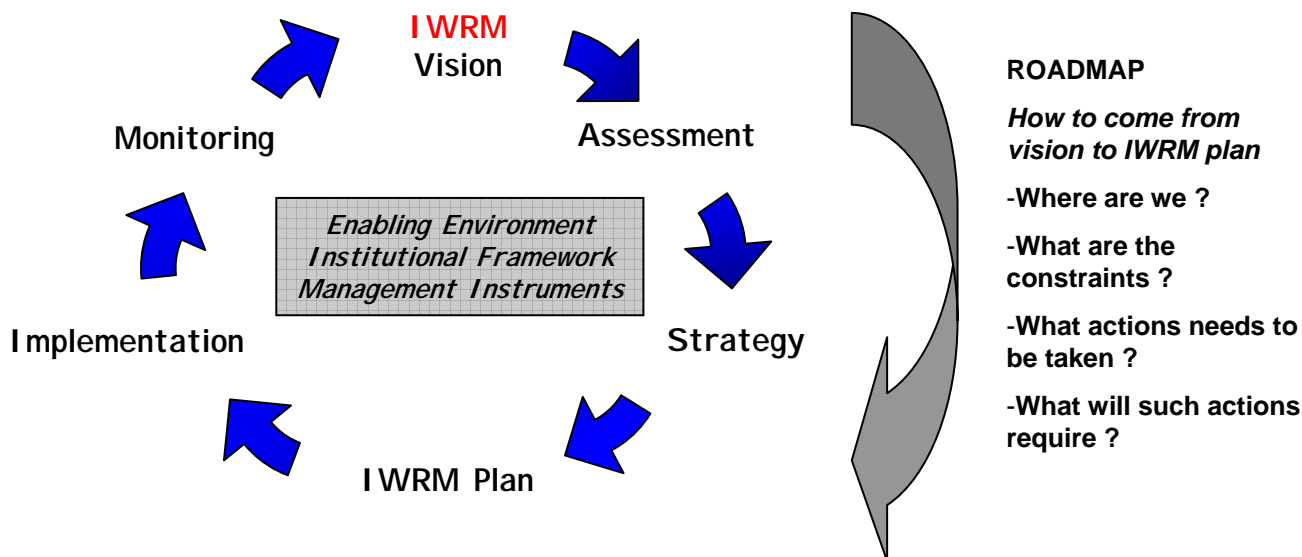 IWRM
Vision
Assessment
Strategy
IWRM Plan
Implementation
Monitoring
Enabling Environment
Institutional Framework
Management Instruments
ROADMAP
How to come from
vision to IWRM plan
-Where are we ?
-What are the
constraints ?
-What actions needs to
be taken ?
-What will such actions
require ?